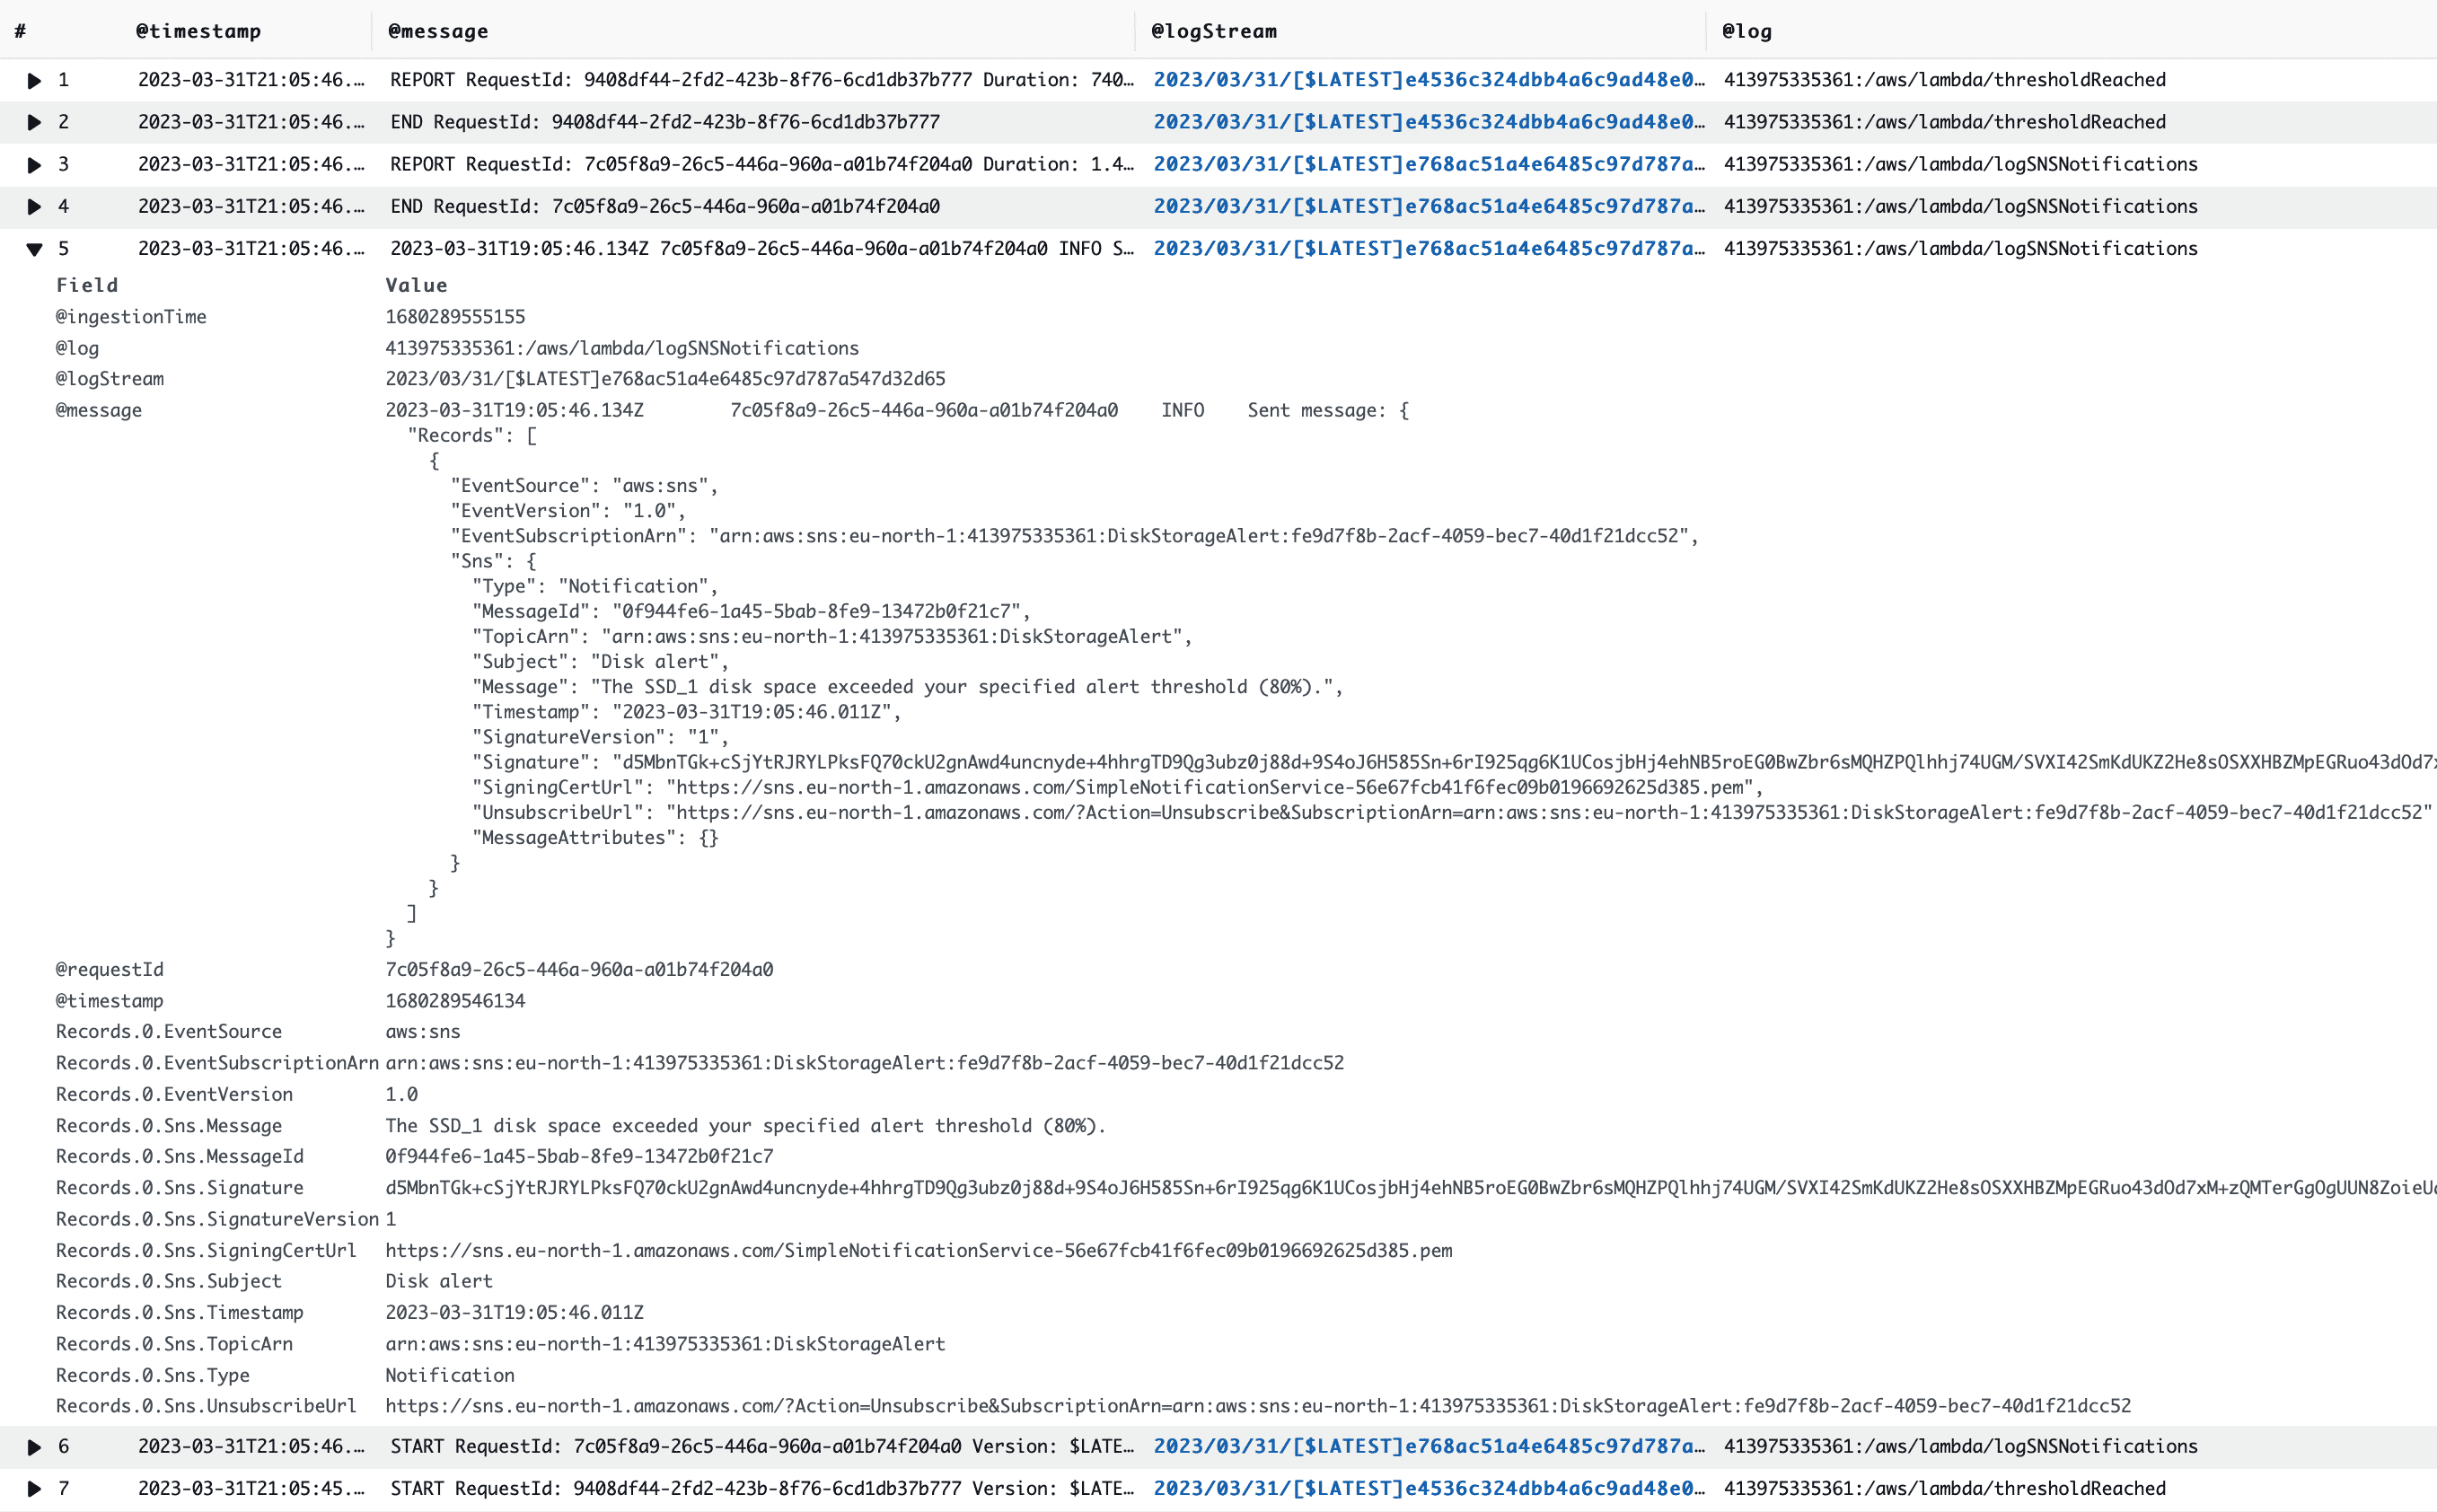 # @timestamp @message @logStream @log
1 2023-03-31T21:05:46.… REPORT RequestId: 9408df44-2fd2-423b-8f76-6cd1db37b777 Duration: 740… 2023/03/31/[$LATEST]e4536c324dbb4a6c9ad48e0… 413975335361:/aws/lambda/thresholdReached
2 2023-03-31T21:05:46.… END RequestId: 9408df44-2fd2-423b-8f76-6cd1db37b777 2023/03/31/[$LATEST]e4536c324dbb4a6c9ad48e0… 413975335361:/aws/lambda/thresholdReached
3 2023-03-31T21:05:46.… REPORT RequestId: 7c05f8a9-26c5-446a-960a-a01b74f204a0 Duration: 1.4… 2023/03/31/[$LATEST]e768ac51a4e6485c97d787a… 413975335361:/aws/lambda/logSNSNotifications
4 2023-03-31T21:05:46.… END RequestId: 7c05f8a9-26c5-446a-960a-a01b74f204a0 2023/03/31/[$LATEST]e768ac51a4e6485c97d787a… 413975335361:/aws/lambda/logSNSNotifications
5 2023-03-31T21:05:46.… 2023-03-31T19:05:46.134Z 7c05f8a9-26c5-446a-960a-a01b74f204a0 INFO S… 2023/03/31/[$LATEST]e768ac51a4e6485c97d787a… 413975335361:/aws/lambda/logSNSNotifications
Field Value
@ingestionTime 1680289555155
@log 413975335361:/aws/lambda/logSNSNotifications
@logStream 2023/03/31/[$LATEST]e768ac51a4e6485c97d787a547d32d65
@message 2023-03-31T19:05:46.134Z 7c05f8a9-26c5-446a-960a-a01b74f204a0 INFO Sent message: {
"Records": [
{
"EventSource": "aws:sns",
"EventVersion": "1.0",
"EventSubscriptionArn": "arn:aws:sns:eu-north-1:413975335361:DiskStorageAlert:fe9d7f8b-2acf-4059-bec7-40d1f21dcc52",
"Sns": {
"Type": "Notification",
"MessageId": "0f944fe6-1a45-5bab-8fe9-13472b0f21c7",
"TopicArn": "arn:aws:sns:eu-north-1:413975335361:DiskStorageAlert",
"Subject": "Disk alert",
"Message": "The SSD_1 disk space exceeded your specified alert threshold (80%).",
"Timestamp": "2023-03-31T19:05:46.011Z",
"SignatureVersion": "1",
"Signature": "d5MbnTGk+cSjYtRJRYLPksFQ70ckU2gnAwd4uncnyde+4hhrgTD9Qg3ubz0j88d+9S4oJ6H585Sn+6rI925qg6K1UCosjbHj4ehNB5roEG0BwZbr6sMQHZPQlhhj74UGM/SVXI42SmKdUKZ2He8sOSXXHBZMpEGRuo43dOd7x
"SigningCertUrl": "https://sns.eu-north-1.amazonaws.com/SimpleNotificationService-56e67fcb41f6fec09b0196692625d385.pem",
"UnsubscribeUrl": "https://sns.eu-north-1.amazonaws.com/?Action=Unsubscribe&SubscriptionArn=arn:aws:sns:eu-north-1:413975335361:DiskStorageAlert:fe9d7f8b-2acf-4059-bec7-40d1f21dcc52"
"MessageAttributes": {}
}
}
]
}
@requestId 7c05f8a9-26c5-446a-960a-a01b74f204a0
@timestamp 1680289546134
Records.0.EventSource aws:sns
Records.0.EventSubscriptionArn arn:aws:sns:eu-north-1:413975335361:DiskStorageAlert:fe9d7f8b-2acf-4059-bec7-40d1f21dcc52
Records.0.EventVersion 1.0
Records.0.Sns.Message The SSD_1 disk space exceeded your specified alert threshold (80%).
Records.0.Sns.MessageId 0f944fe6-1a45-5bab-8fe9-13472b0f21c7
Records.0.Sns.Signature d5MbnTGk+cSjYtRJRYLPksFQ70ckU2gnAwd4uncnyde+4hhrgTD9Qg3ubz0j88d+9S4oJ6H585Sn+6rI925qg6K1UCosjbHj4ehNB5roEG0BwZbr6sMQHZPQlhhj74UGM/SVXI42SmKdUKZ2He8sOSXXHBZMpEGRuo43dOd7xM+zQMTerGgOgUUN8ZoieU
Records.0.Sns.SignatureVersion 1
Records.0.Sns.SigningCertUrl https://sns.eu-north-1.amazonaws.com/SimpleNotificationService-56e67fcb41f6fec09b0196692625d385.pem
Records.0.Sns.Subject Disk alert
Records.0.Sns.Timestamp 2023-03-31T19:05:46.011Z
Records.0.Sns.TopicArn arn:aws:sns:eu-north-1:413975335361:DiskStorageAlert
Records.0.Sns.Type Notification
Records.0.Sns.UnsubscribeUrl https://sns.eu-north-1.amazonaws.com/?Action=Unsubscribe&SubscriptionArn=arn:aws:sns:eu-north-1:413975335361:DiskStorageAlert:fe9d7f8b-2acf-4059-bec7-40d1f21dcc52
6 2023-03-31T21:05:46.… START RequestId: 7c05f8a9-26c5-446a-960a-a01b74f204a0 Version: $LATE… 2023/03/31/[$LATEST]e768ac51a4e6485c97d787a… 413975335361:/aws/lambda/logSNSNotifications
7 2023-03-31T21:05:45.… START RequestId: 9408df44-2fd2-423b-8f76-6cd1db37b777 Version: $LATE… 2023/03/31/[$LATEST]e4536c324dbb4a6c9ad48e0… 413975335361:/aws/lambda/thresholdReached